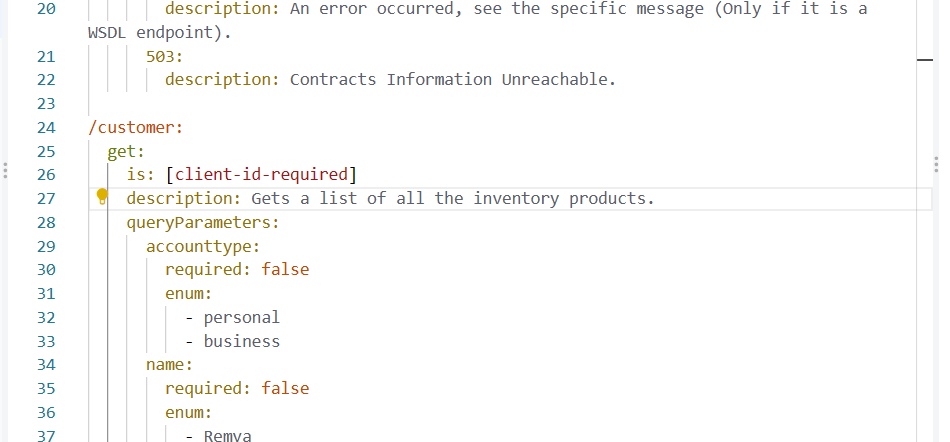 20 description: An error occurred, see the specific message (Only if it is a
WSDL endpoint).
21 503:
22 description: Contracts Information Unreachable.
23
24 /customer:
25 get:
26 is: [client-id-required]
27 description: Gets a list of all the inventory products.
28 queryParameters:
29 accounttype:
30 required: false
31 enum:
32 - personal
33 - business
34 name:
35 required: false
36 enum:
37 - Remya